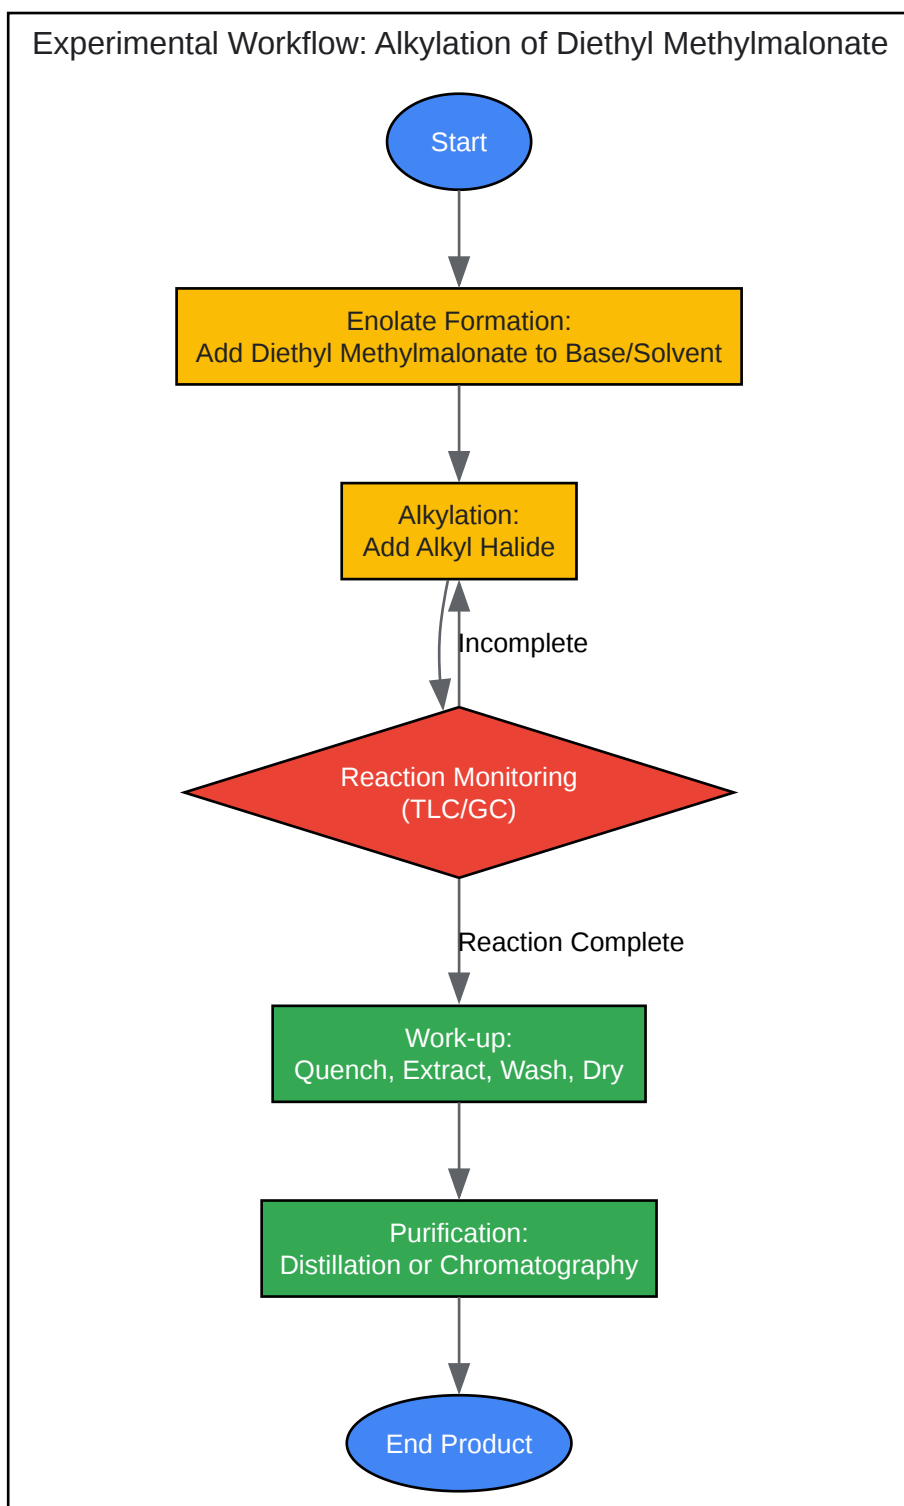 Experimental Workflow: Alkylation of Diethyl Methylmalonate
Start
Enolate Formation:
Add Diethyl Methylmalonate to Base/Solvent
Alkylation:
Add Alkyl Halide
Incomplete
Reaction Monitoring
(TLC/GC)
Reaction Complete
Work-up:
Quench, Extract, Wash, Dry
Purification:
Distillation or Chromatography
End Product